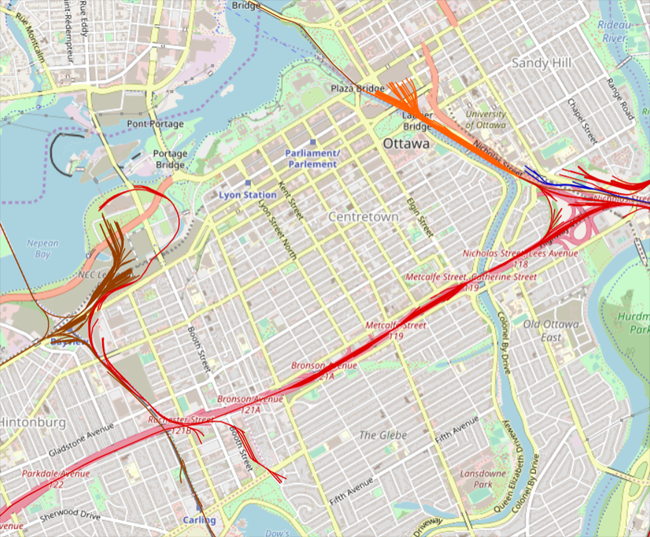 Bridge
Rue Montcalm
Saint-Rédempteur
Rue Eddy
Rideau
River
Sandy Hill
Plaza Bridge
Range Road
Bridge
Chapel Street
University
of Ottawa
Pont Portage
Ottawa
Nicholas Street
Portage
Bridge
Parliament/
Parlement
Lyon Station
Kent Street
Elgin Street
Centretown
Lyon Street North
Nepean
Bay
Nicholas Street, Lees Avenue
118
Metcalfe Street, Catherine Street
119
Colonel By Drive
Old Ottawa
East
Metcalfe Street
119
Booth Street
Bronson Avenue
Bronson Avenue
121A
Rochester Street
121B
Hintonburg
Gladstone Avenue
Booth Street
The Glebe
Fifth Avenue
Parkdale Avenue
122
Lansdowne
Park
Queen Elizabeth Driveway
Colonel By Drive
Fifth Avenue
Sherwood Drive
Carling
Driveway
Dow's